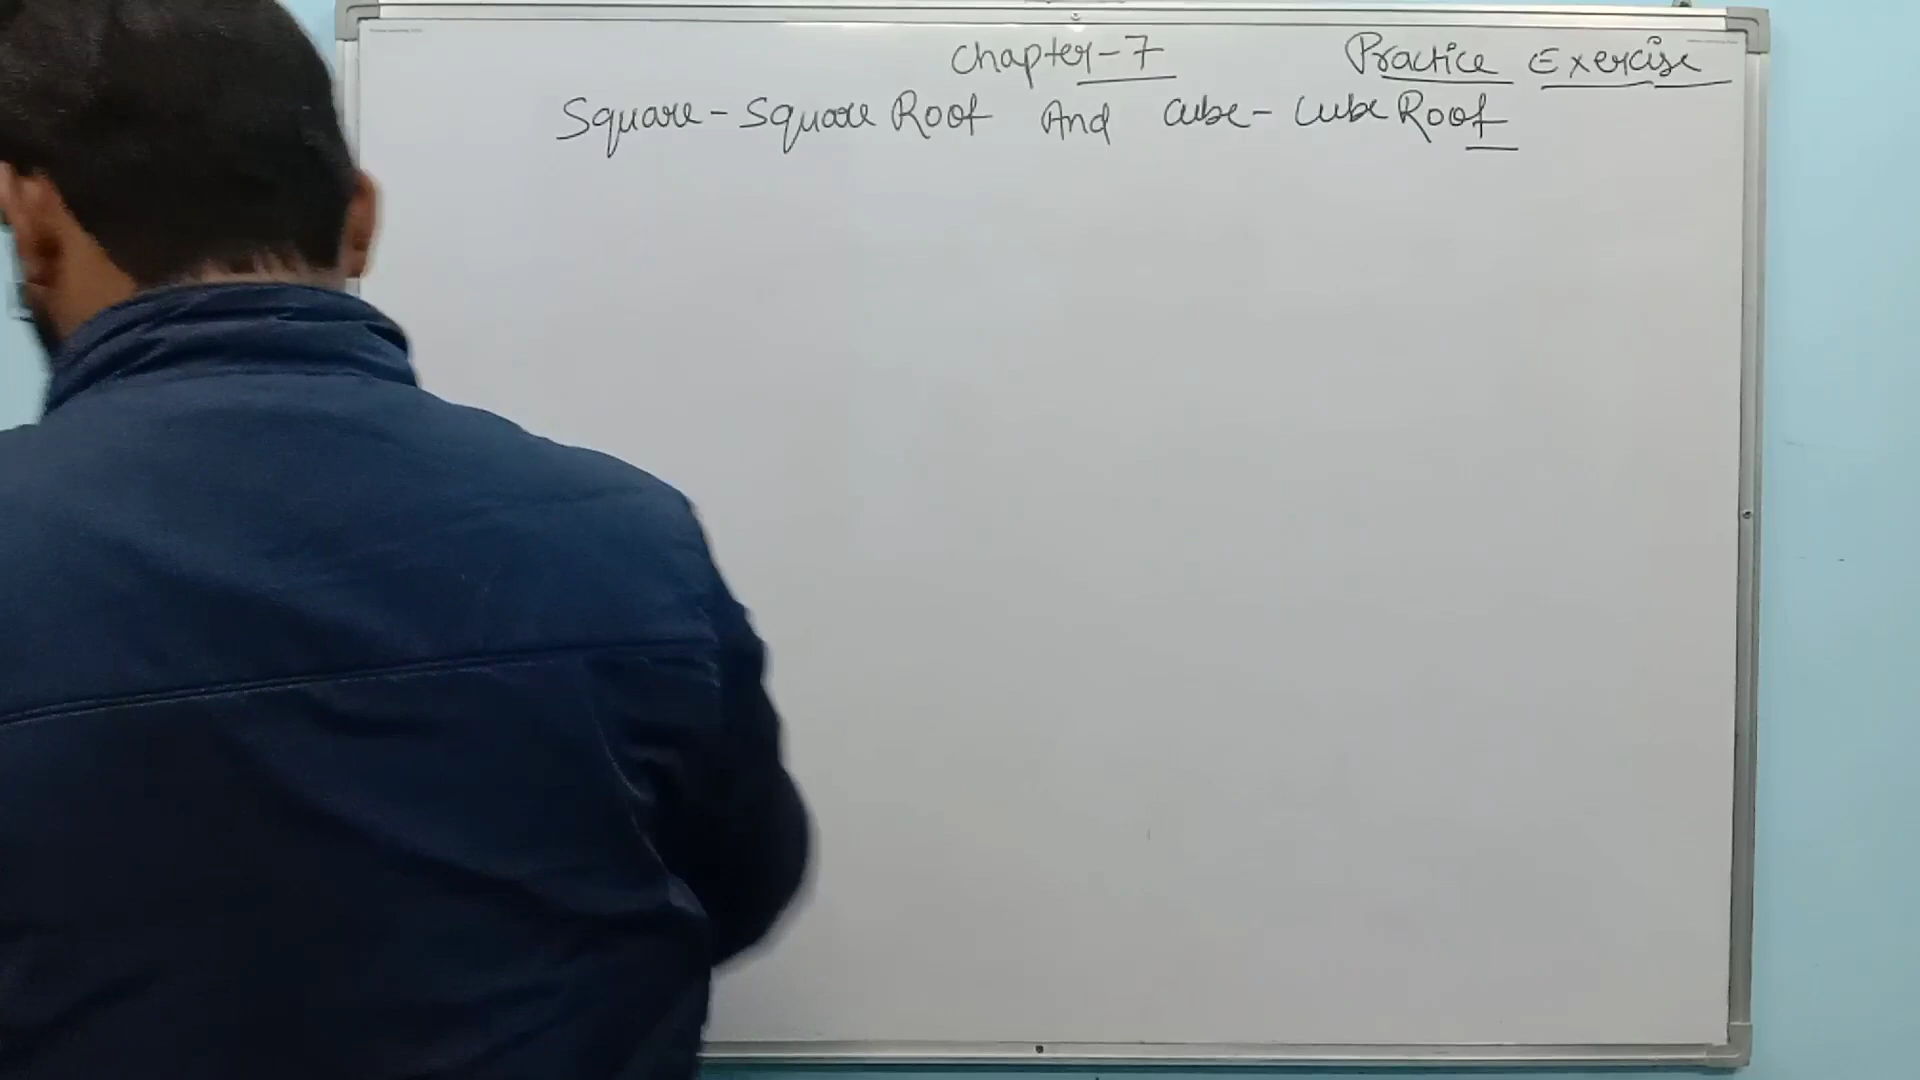 Chapter-7 Practice Exercise
Square-Square Root And Cube-Cube Root